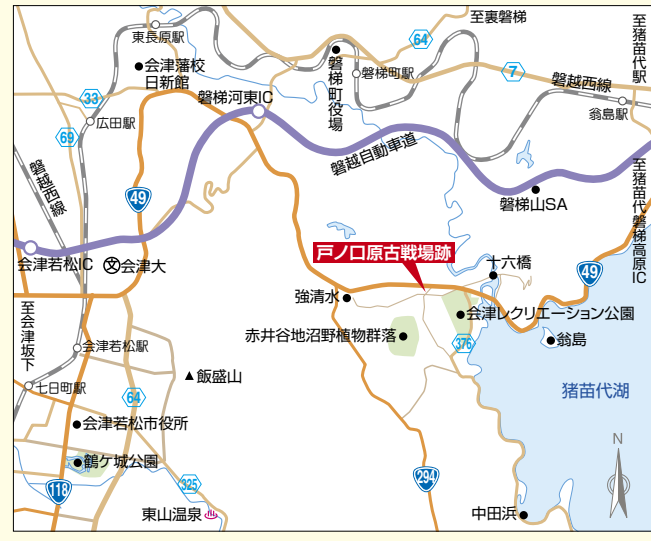 至裏磐梯
至猪苗代駅
東長原駅
64
会津藩校
日新館
磐梯町役場
磐梯町駅
7
磐越西線
33
磐梯河東IC
翁島駅
広田駅
69
磐越自動車道
磐越西線
49
磐梯山SA
至猪苗代磐梯高原IC
戸ノ口原古戦場跡
十六橋
会津若松IC
文
会津大
49
強清水
至会津坂下
会津レクリエーション公園
赤井谷地沼野植物群落
376
翁島
会津若松駅
飯盛山
七日町駅
64
猪苗代湖
会津若松市役所
N
鶴ケ城公園
325
294
118
東山温泉
中田浜